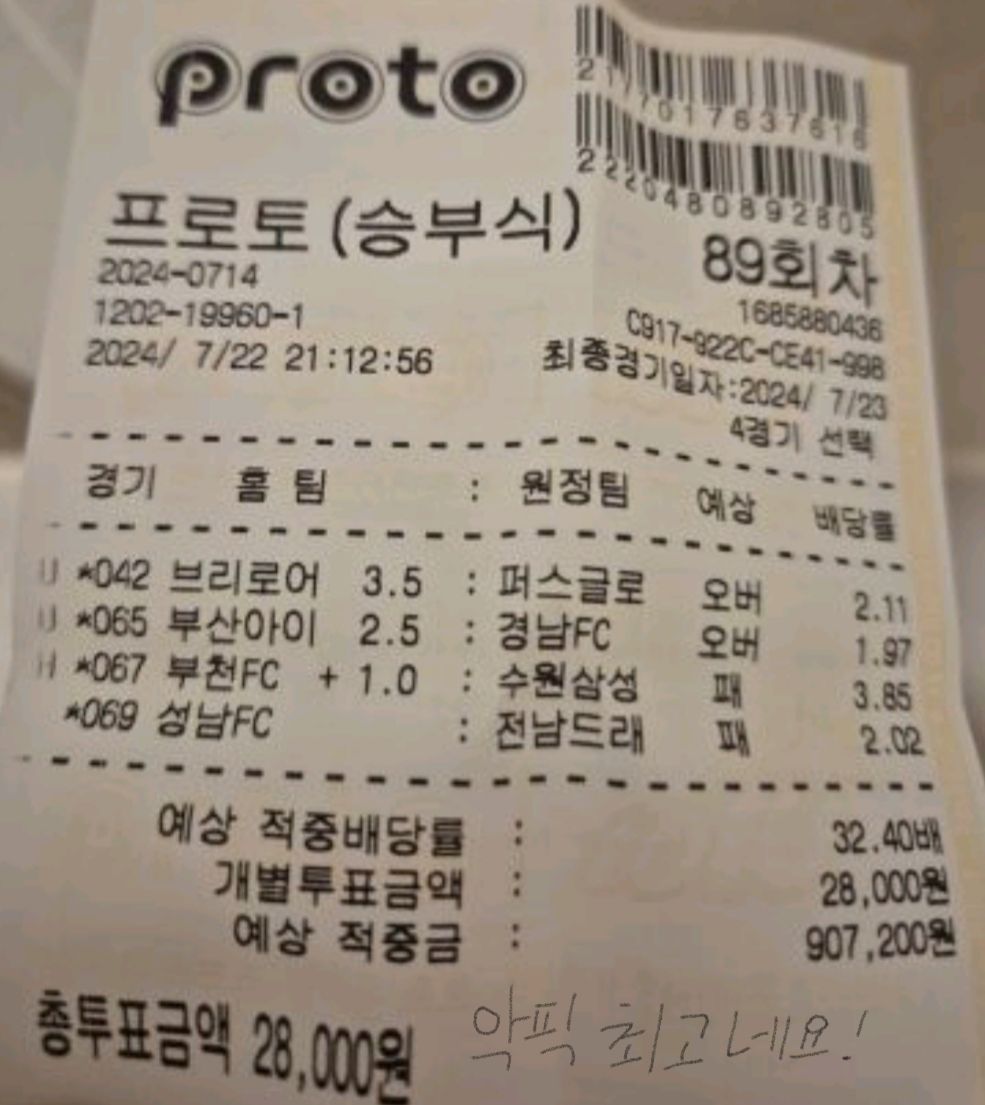 proto
2177017637616
2220480892805
프로토 (승부식)
89회차
2024-0714
1685880436
1202-19960-1
C917-922C-CE41-998
2024/ 7/22 21:12:56
최종경기일자:2024/ 7/23
4경기 선택
경기 홈 팀 : 원정팀 예상 배당률
U *042 브리로어 3.5 : 퍼스글로 오버 2.11
U *065 부산아이 2.5 : 경남FC 오버 1.97
H *067 부천FC + 1.0 : 수원삼성 패 3.85
*069 성남FC : 전남드래 패 2.02
예상 적중배당률 : 32.40배
개별투표금액 : 28,000원
예상 적중금 : 907,200원
총투표금액 28,000원
악픽 최고네요!